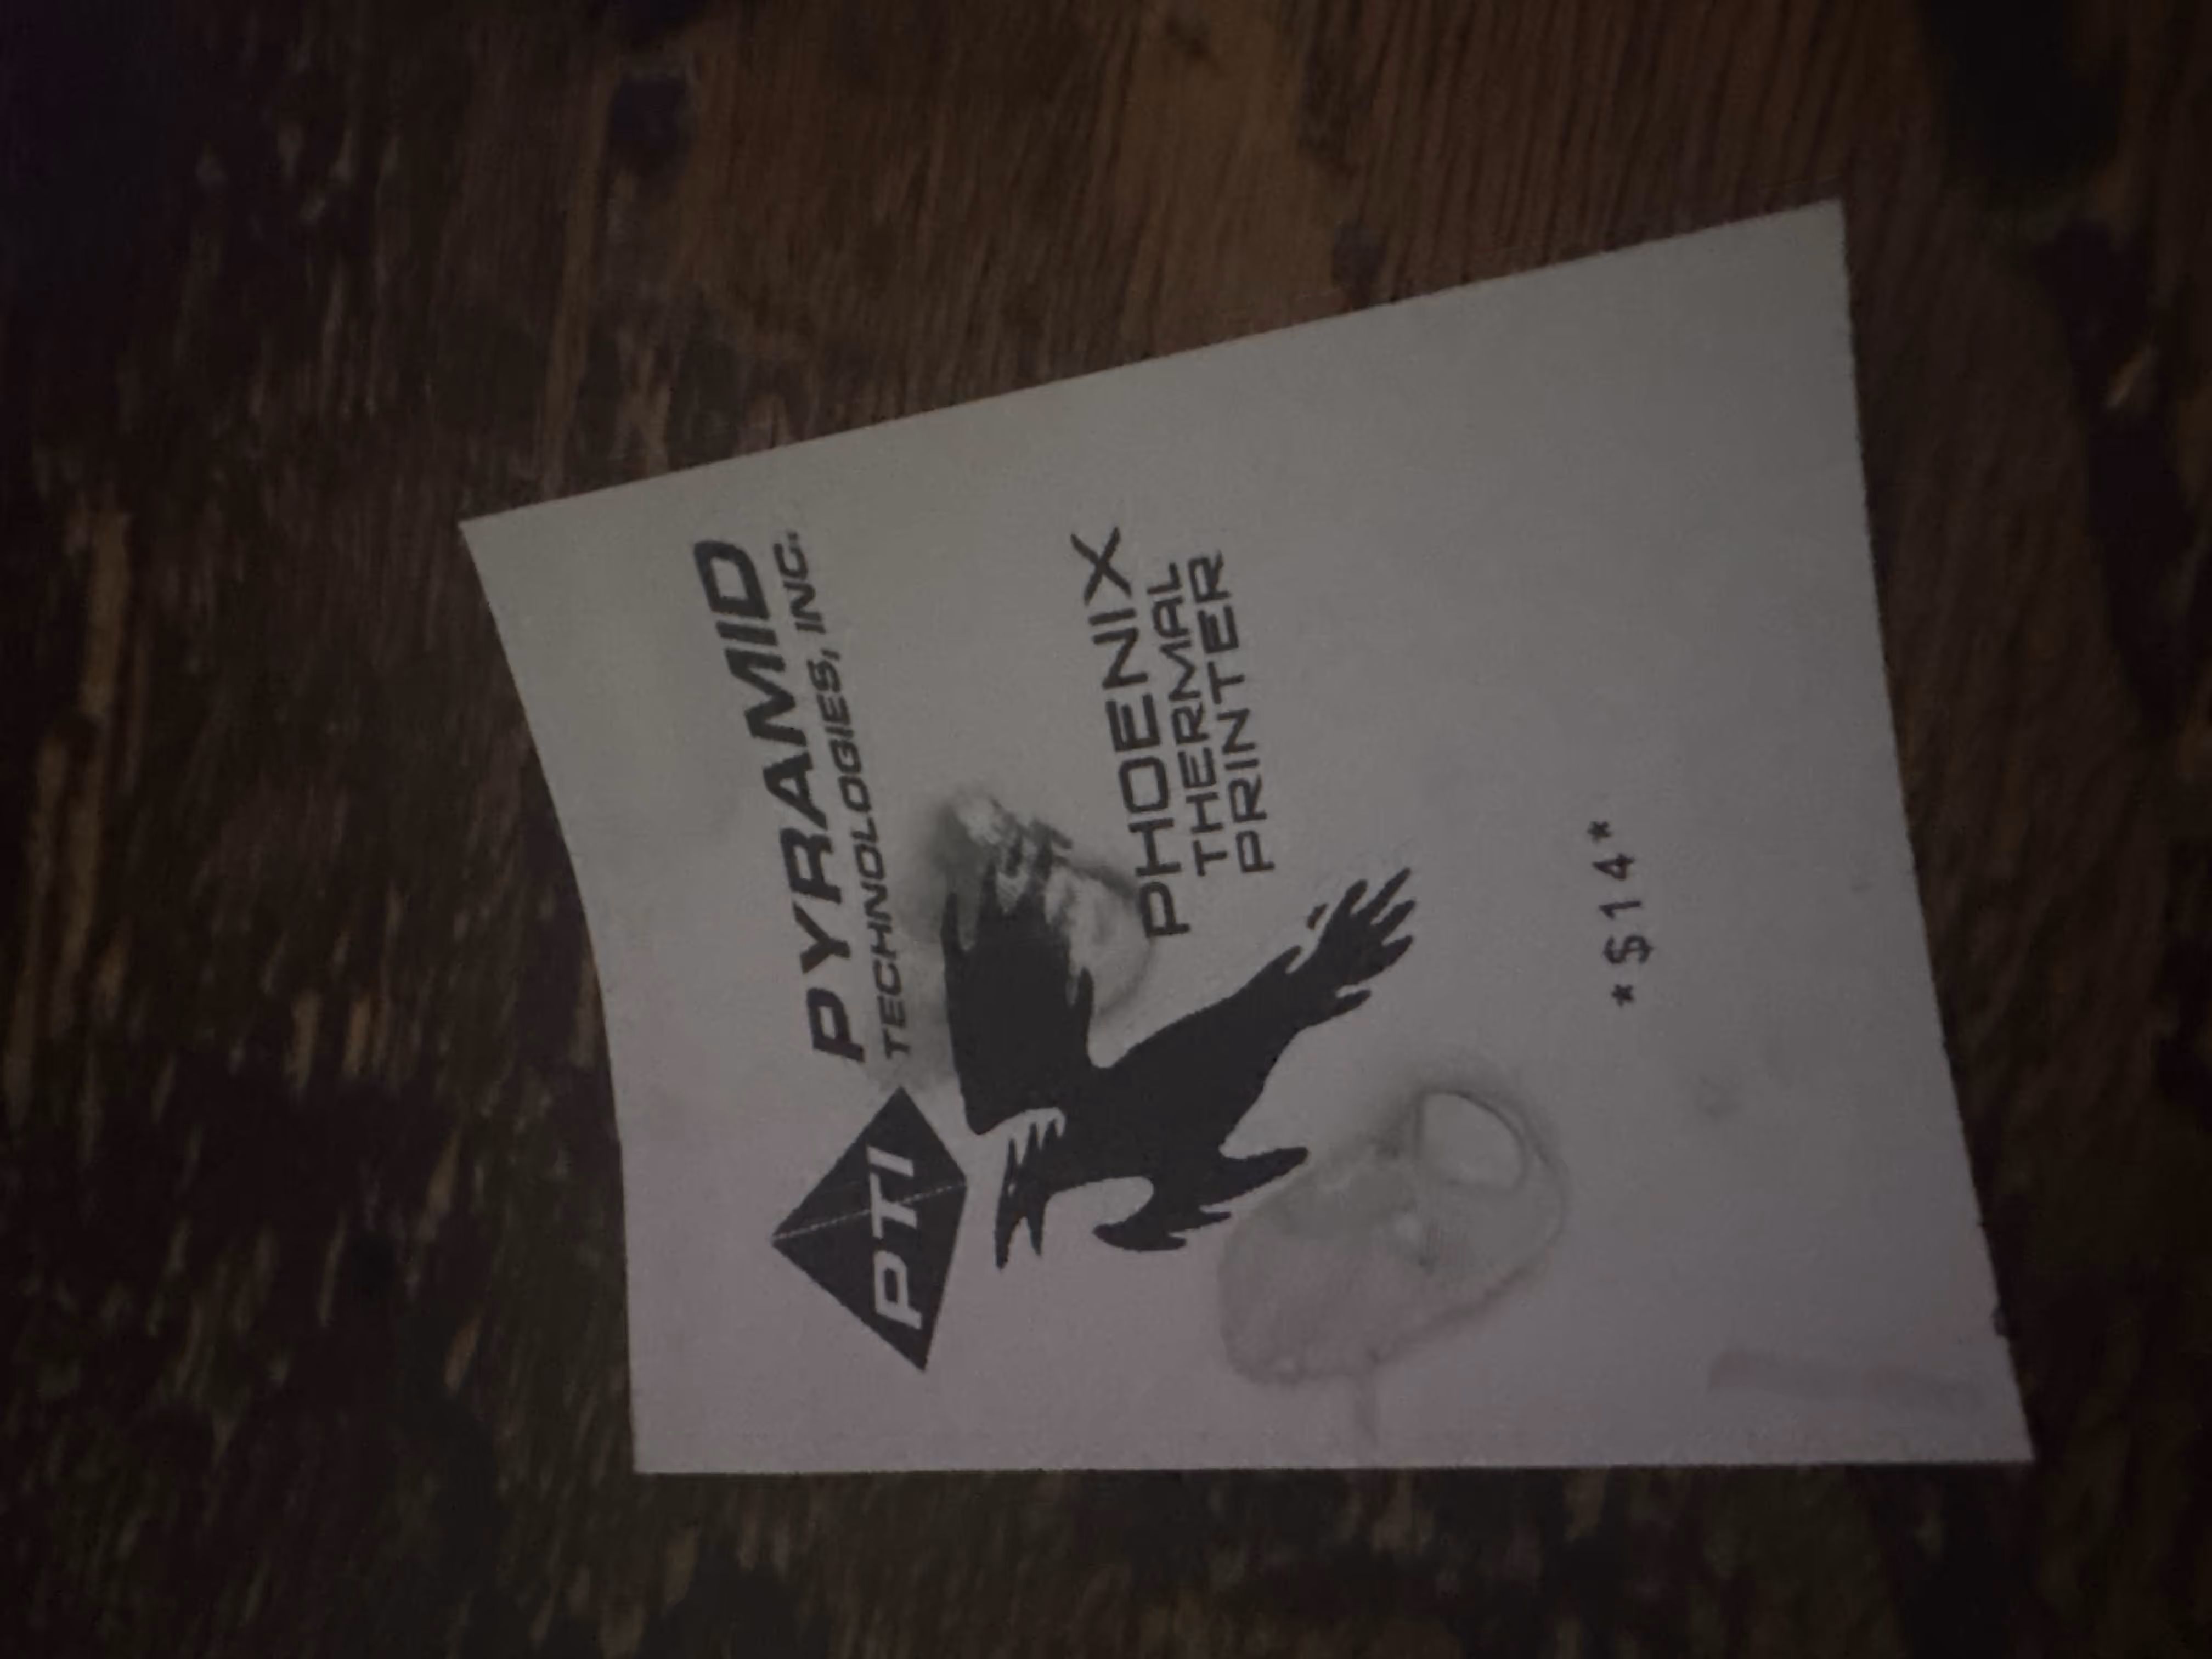 PTI
PYRAMID
TECHNOLOGIES, INC.
PHOENIX
THERMAL
PRINTER
*$14*